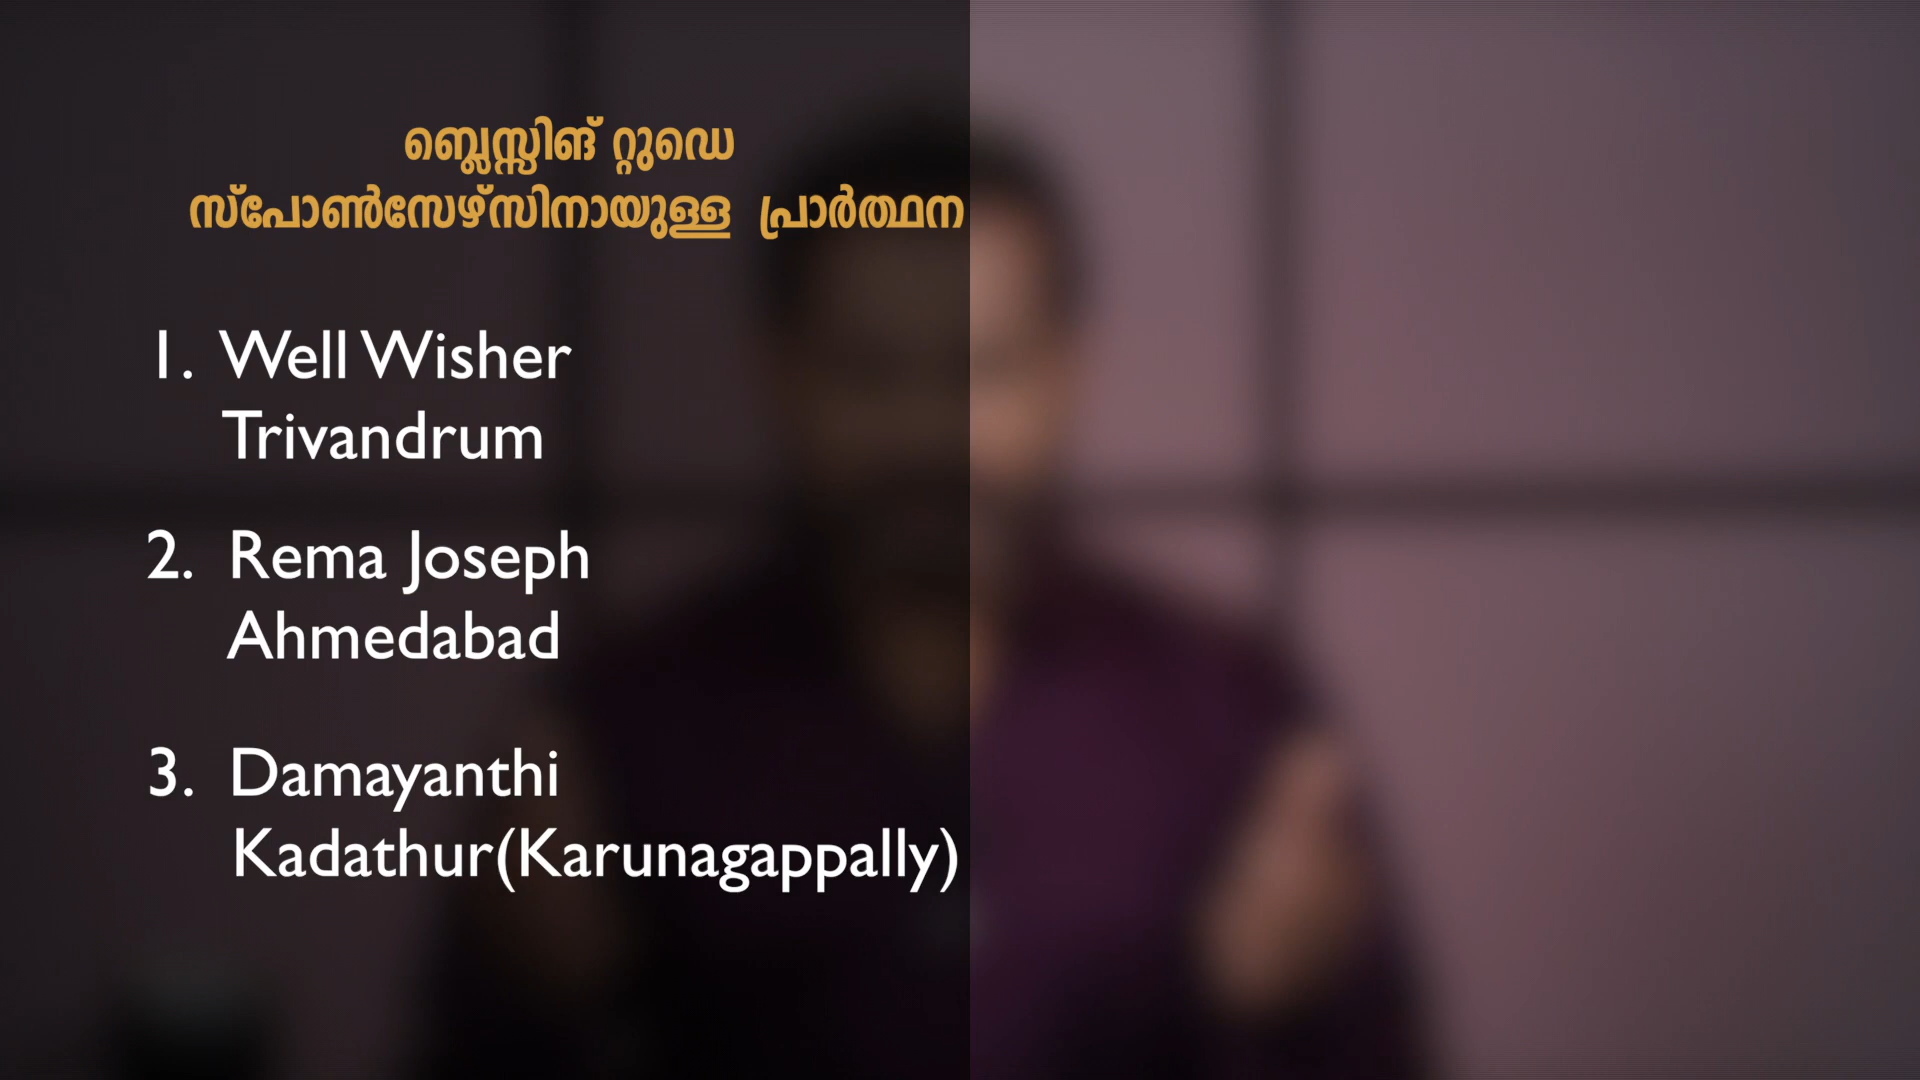 ബ്ലെസ്സിങ് റ്റുഡെ
സ്പോൺസേഴ്സിനായുള്ള പ്രാർത്ഥന
1. Well Wisher
Trivandrum
2. Rema Joseph
Ahmedabad
3. Damayanthi
Kadathur(Karunagappally)